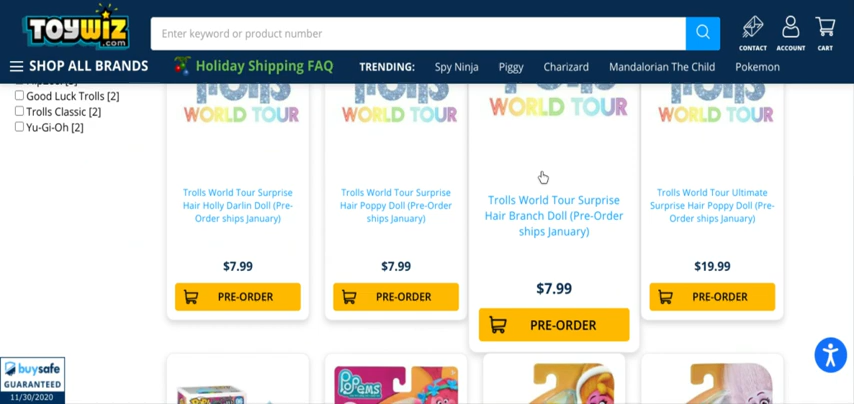 TOYWIZ
.com
Enter keyword or product number
CONTACT
ACCOUNT
CART
SHOP ALL BRANDS
Holiday Shipping FAQ
TRENDING:
Spy Ninja
Piggy
Charizard
Mandalorian The Child
Pokemon
Good Luck Trolls [2]
Trolls Classic [2]
Yu-Gi-Oh [2]
TROLLS
WORLD TOUR
TROLLS
WORLD TOUR
WORLD TOUR
TROLLS
WORLD TOUR
Trolls World Tour Surprise
Hair Holly Darlin Doll (Pre-
Order ships January)
$7.99
PRE-ORDER
Trolls World Tour Surprise
Hair Poppy Doll (Pre-Order
ships January)
$7.99
PRE-ORDER
Trolls World Tour Surprise
Hair Branch Doll (Pre-Order
ships January)
$7.99
PRE-ORDER
Trolls World Tour Ultimate
Surprise Hair Poppy Doll (Pre-
Order ships January)
$19.99
PRE-ORDER
buySAFE
GUARANTEED
11/30/2020